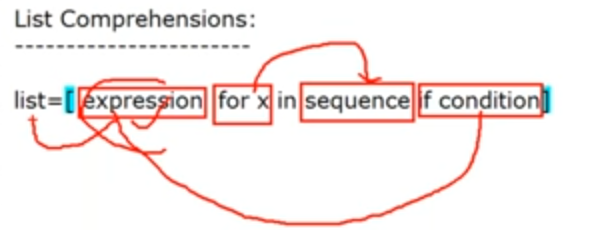 List Comprehensions:
-----------------------
list=[ expression for x in sequence if condition]